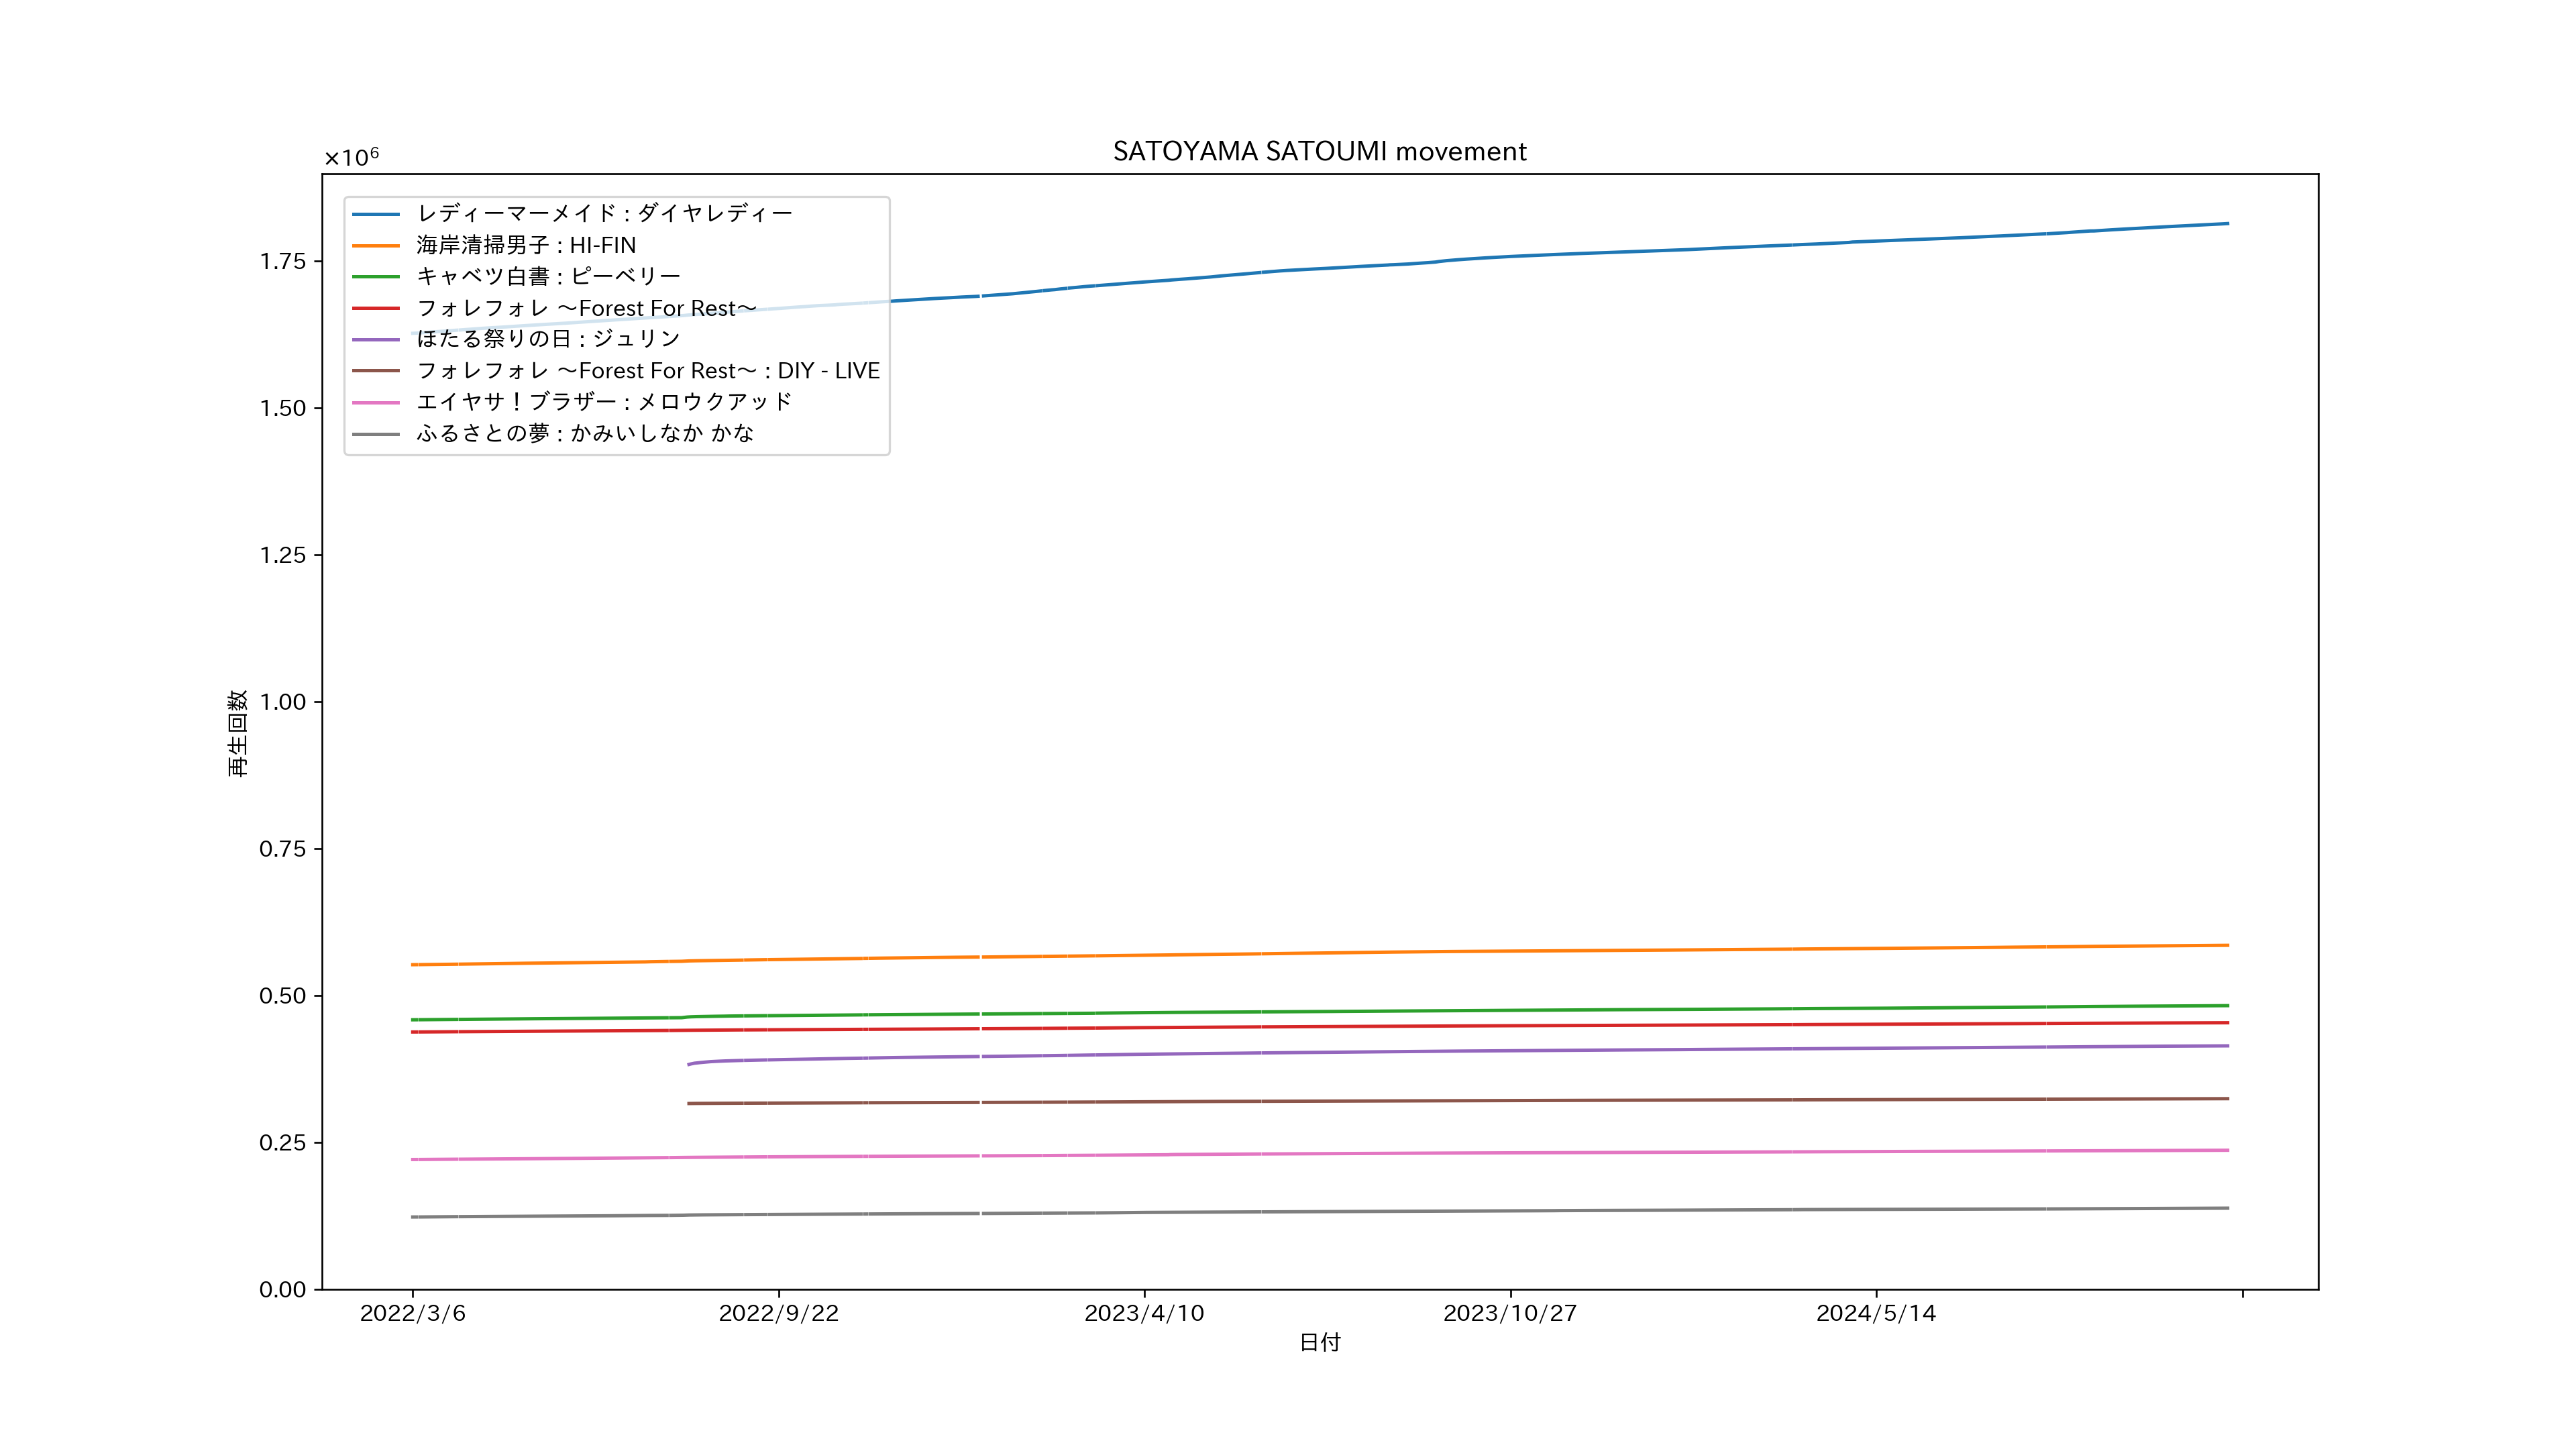 SATOYAMA SATOUMI movement
×10⁶
レディーマーメイド : ダイヤレディー
海岸清掃男子 : HI-FIN
キャベツ白書 : ピーベリー
フォレフォレ 〜Forest For Rest〜
ほたる祭りの日 : ジュリン
フォレフォレ 〜Forest For Rest〜 : DIY - LIVE
エイヤサ！ブラザー : メロウクアッド
ふるさとの夢 : かみいしなか かな
1.75
1.50
1.25
1.00
0.75
0.50
0.25
0.00
再生回数
2022/3/6 2022/9/22 2023/4/10 2023/10/27 2024/5/14
日付